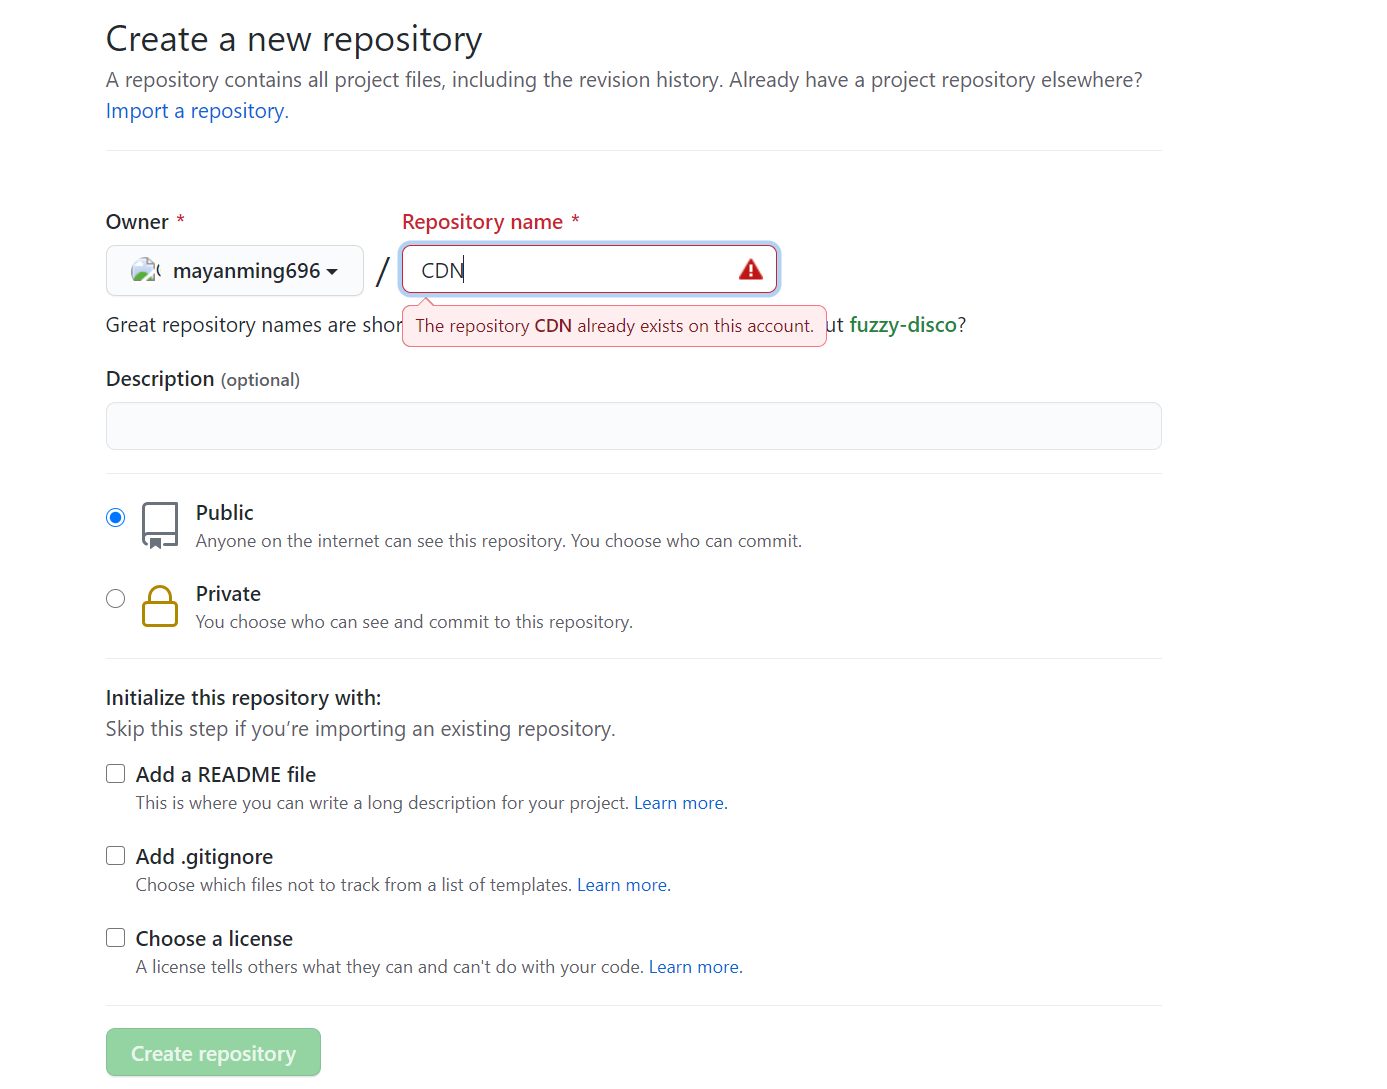 Create a new repository
A repository contains all project files, including the revision history. Already have a project repository elsewhere?
Import a repository.
Owner *
Repository name *
mayanming696
/
CDN
Great repository names are shor
The repository CDN already exists on this account.
ut fuzzy-disco?
Description (optional)
Public
Anyone on the internet can see this repository. You choose who can commit.
Private
You choose who can see and commit to this repository.
Initialize this repository with:
Skip this step if you’re importing an existing repository.
Add a README file
This is where you can write a long description for your project. Learn more.
Add .gitignore
Choose which files not to track from a list of templates. Learn more.
Choose a license
A license tells others what they can and can't do with your code. Learn more.
Create repository